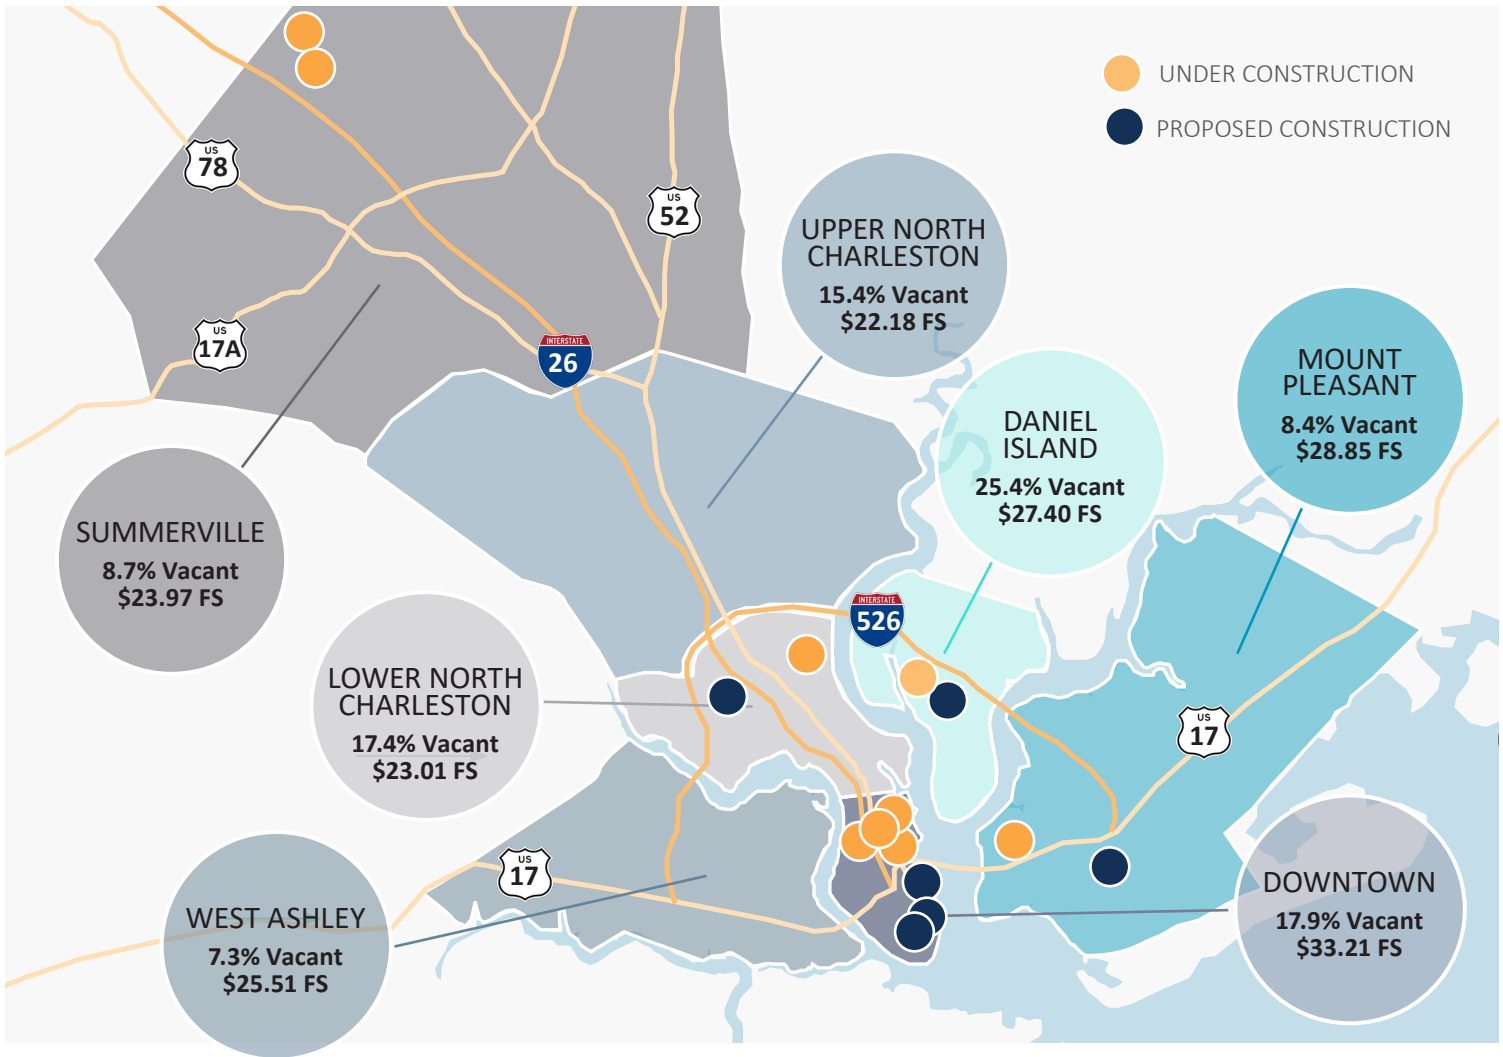 UNDER CONSTRUCTION
PROPOSED CONSTRUCTION
US
78
US
52
UPPER NORTH
CHARLESTON
15.4% Vacant
$22.18 FS
US
17A
INTERSTATE
26
MOUNT
PLEASANT
8.4% Vacant
$28.85 FS
DANIEL
ISLAND
25.4% Vacant
$27.40 FS
SUMMERVILLE
8.7% Vacant
$23.97 FS
INTERSTATE
526
LOWER NORTH
CHARLESTON
17.4% Vacant
$23.01 FS
US
17
US
17
DOWNTOWN
17.9% Vacant
$33.21 FS
WEST ASHLEY
7.3% Vacant
$25.51 FS